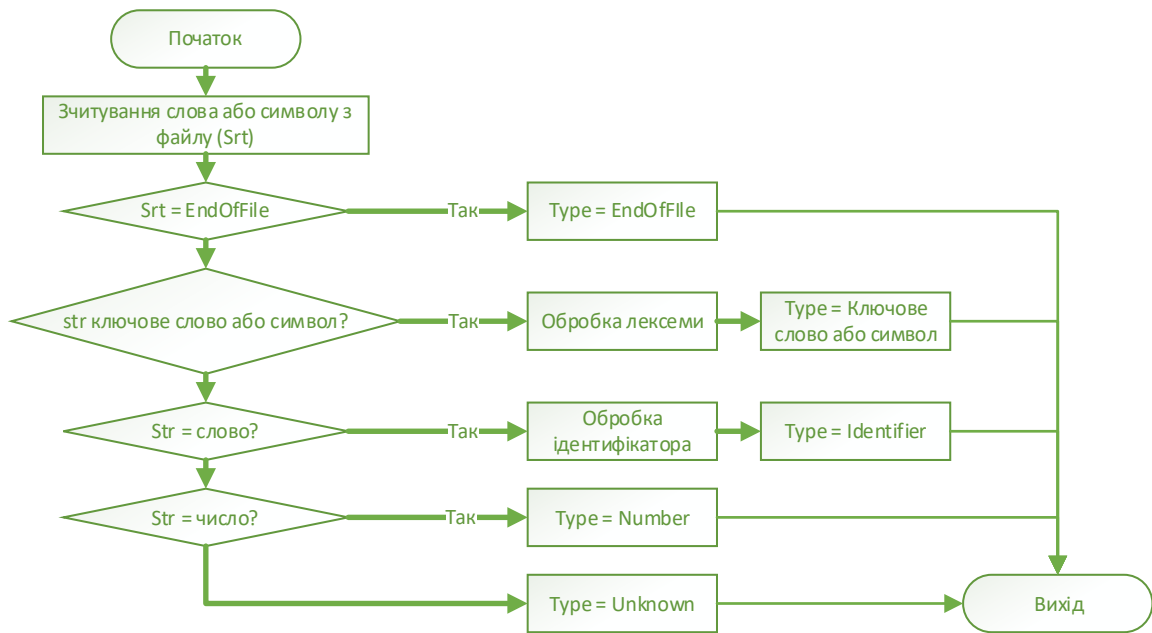 Початок
Зчитування слова або символу з
файлу (Srt)
Srt = EndOfFile
Так
Type = EndOfFIle
str ключове слово або символ?
Так
Обробка лексеми
Type = Ключове
слово або символ
Str = слово?
Так
Обробка
ідентифікатора
Type = Identifier
Str = число?
Так
Type = Number
Type = Unknown
Вихід